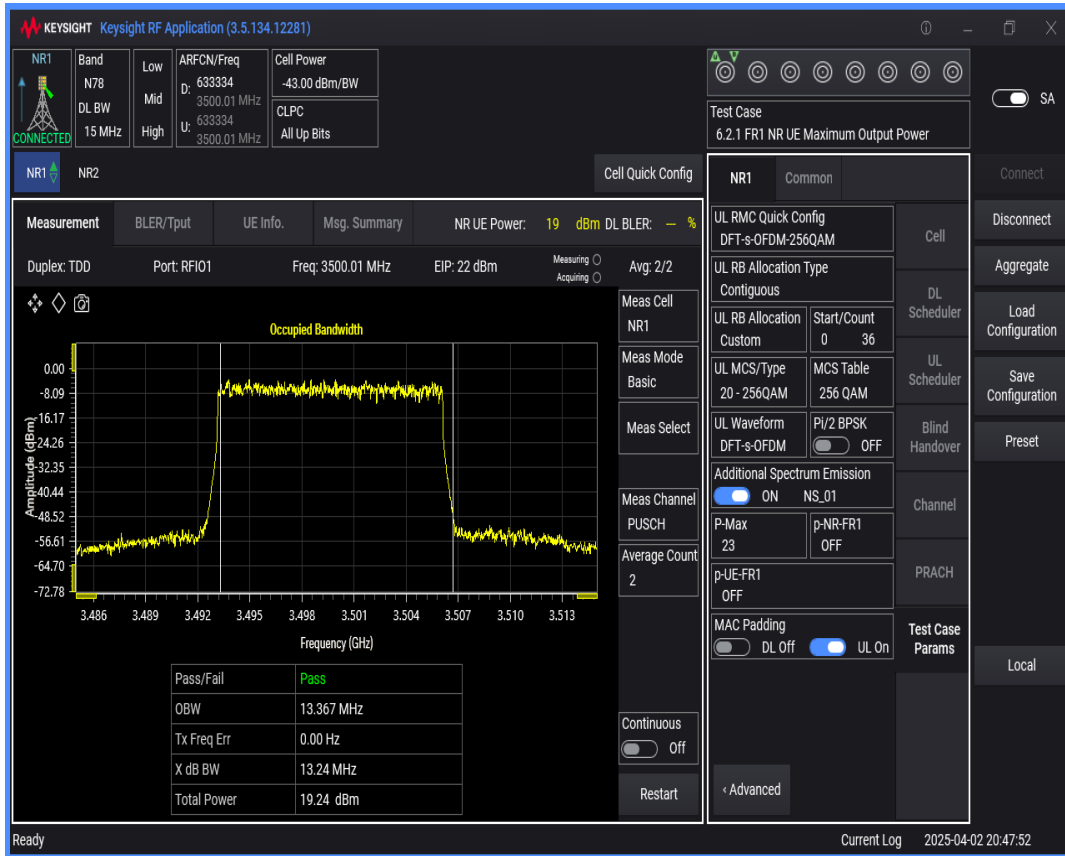 KEYSIGHT Keysight RF Application (3.5.134.12281)
NR1
CONNECTED
Band
N78
DL BW
15 MHz
Low
Mid
High
ARFCN/Freq
D: 633334
3500.01 MHz
U: 633334
3500.01 MHz
Cell Power
-43.00 dBm/BW
CLPC
All Up Bits
Test Case
6.2.1 FR1 NR UE Maximum Output Power
SA
NR1 NR2 Cell Quick Config
Measurement BLER/Tput UE Info. Msg. Summary NR UE Power: 19 dBm DL BLER: --- %
Duplex: TDD Port: RFIO1 Freq: 3500.01 MHz EIP: 22 dBm Measuring Avg: 2/2
Acquiring
Occupied Bandwidth
Amplitude (dBm)
0.00
-8.09
-16.17
-24.26
-32.35
-40.44
-48.52
-56.61
-64.70
-72.78
3.486 3.489 3.492 3.495 3.498 3.501 3.504 3.507 3.510 3.513
Frequency (GHz)
Pass/Fail Pass
OBW 13.367 MHz
Tx Freq Err 0.00 Hz
X dB BW 13.24 MHz
Total Power 19.24 dBm
Meas Cell
NR1
Meas Mode
Basic
Meas Select
Meas Channel
PUSCH
Average Count
2
Continuous
Off
Restart
NR1 Common
UL RMC Quick Config
DFT-s-OFDM-256QAM
UL RB Allocation Type
Contiguous
UL RB Allocation
Custom
Start/Count
0 36
UL MCS/Type
20 - 256QAM
MCS Table
256 QAM
UL Waveform
DFT-s-OFDM
Pi/2 BPSK
OFF
Additional Spectrum Emission
ON NS_01
P-Max
23
p-NR-FR1
OFF
p-UE-FR1
OFF
MAC Padding
DL Off UL On
‹ Advanced
Cell
DL
Scheduler
UL
Scheduler
Blind
Handover
Channel
PRACH
Test Case
Params
Connect
Disconnect
Aggregate
Load
Configuration
Save
Configuration
Preset
Local
Ready Current Log 2025-04-02 20:47:52